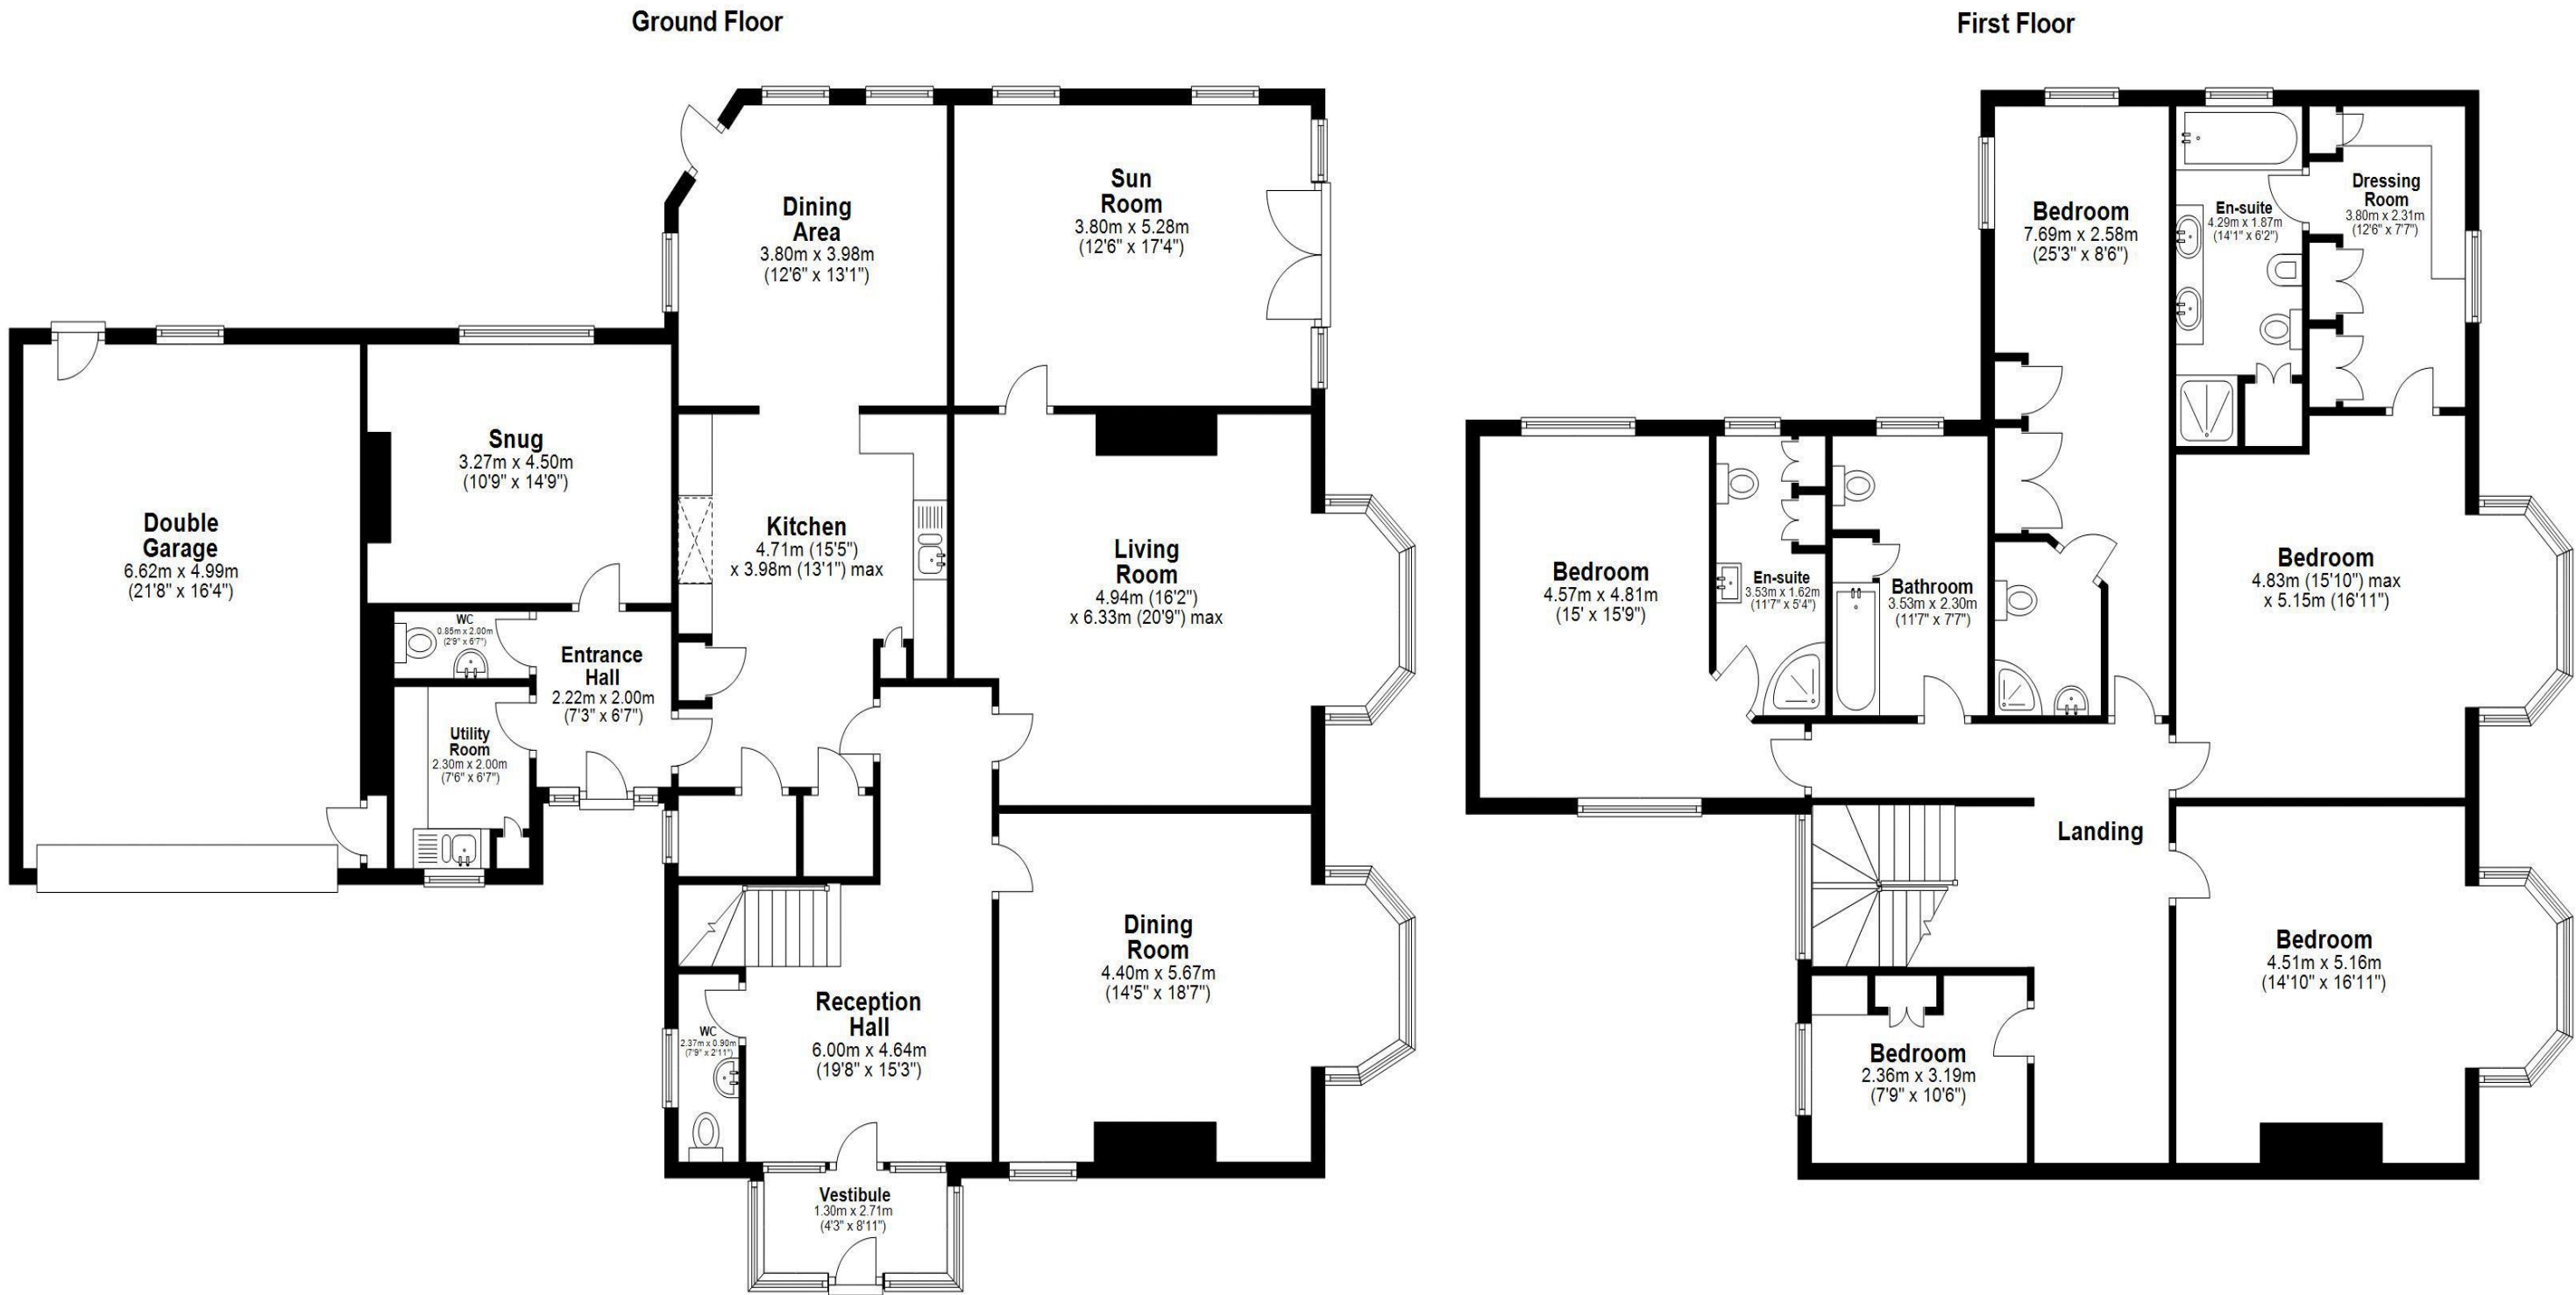 Ground Floor
First Floor
Dining
Area
3.80m x 3.98m
(12'6" x 13'1")
Sun
Room
3.80m x 5.28m
(12'6" x 17'4")
Snug
3.27m x 4.50m
(10'9" x 14'9")
Double
Garage
6.62m x 4.99m
(21'8" x 16'4")
Kitchen
4.71m (15'5")
x 3.98m (13'1") max
Living
Room
4.94m (16'2")
x 6.33m (20'9") max
WC
0.85m x 2.00m
(2'9" x 6'7")
Entrance
Hall
2.22m x 2.00m
(7'3" x 6'7")
Utility
Room
2.30m x 2.00m
(7'6" x 6'7")
Dining
Room
4.40m x 5.67m
(14'5" x 18'7")
Reception
Hall
6.00m x 4.64m
(19'8" x 15'3")
WC
2.37m x 0.90m
(7'9" x 2'11")
Vestibule
1.30m x 2.71m
(4'3" x 8'11")
Bedroom
7.69m x 2.58m
(25'3" x 8'6")
En-suite
4.29m x 1.87m
(14'1" x 6'2")
Dressing
Room
3.80m x 2.31m
(12'6" x 7'7")
Bedroom
4.57m x 4.81m
(15' x 15'9")
En-suite
3.53m x 1.62m
(11'7" x 5'4")
Bathroom
3.53m x 2.30m
(11'7" x 7'7")
Bedroom
4.83m (15'10") max
x 5.15m (16'11")
Landing
Bedroom
4.51m x 5.16m
(14'10" x 16'11")
Bedroom
2.36m x 3.19m
(7'9" x 10'6")